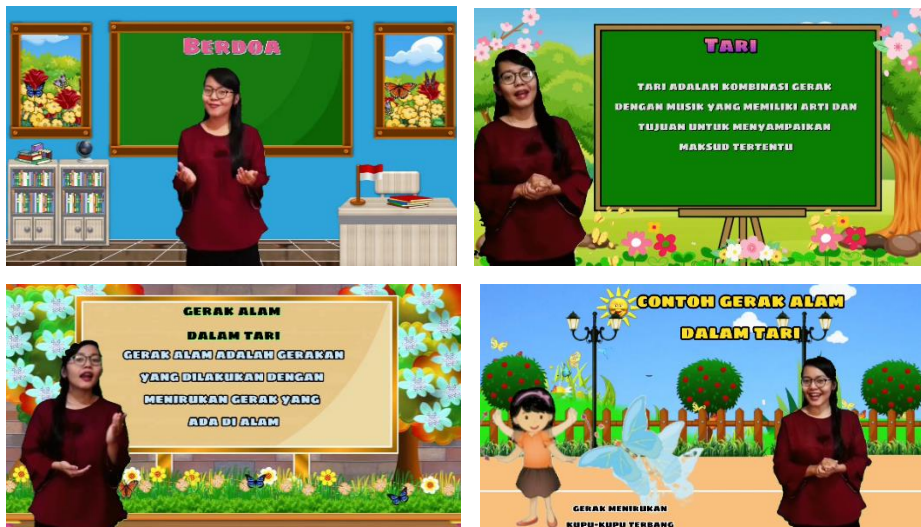 BERDOA
TARI
TARI ADALAH KOMBINASI GERAK
DENGAN MUSIK YANG MEMILIKI ARTI DAN
TUJUAN UNTUK MENYAMPAIKAN
MAKSUD TERTENTU
GERAK ALAM
DALAM TARI
GERAK ALAM ADALAH GERAKAN
YANG DILAKUKAN DENGAN
MENIRUKAN GERAK YANG
ADA DI ALAM
CONTOH GERAK ALAM
DALAM TARI
GERAK MENIRUKAN
KUPU-KUPU TERBANG